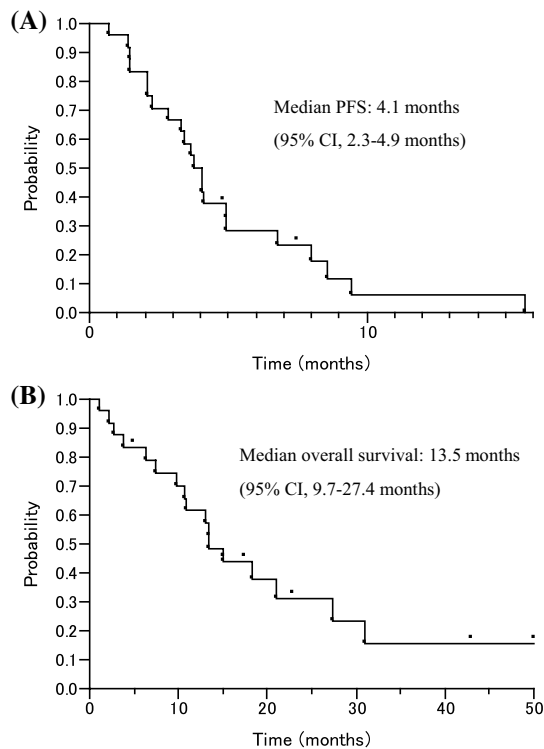 (A)
1.0
0.9
0.8
0.7
0.6
0.5
0.4
0.3
0.2
0.1
0.0
Probability
Median PFS: 4.1 months
(95% CI, 2.3-4.9 months)
0 10
Time (months)
(B)
1.0
0.9
0.8
0.7
0.6
0.5
0.4
0.3
0.2
0.1
0.0
Probability
Median overall survival: 13.5 months
(95% CI, 9.7-27.4 months)
0 10 20 30 40 50
Time (months)